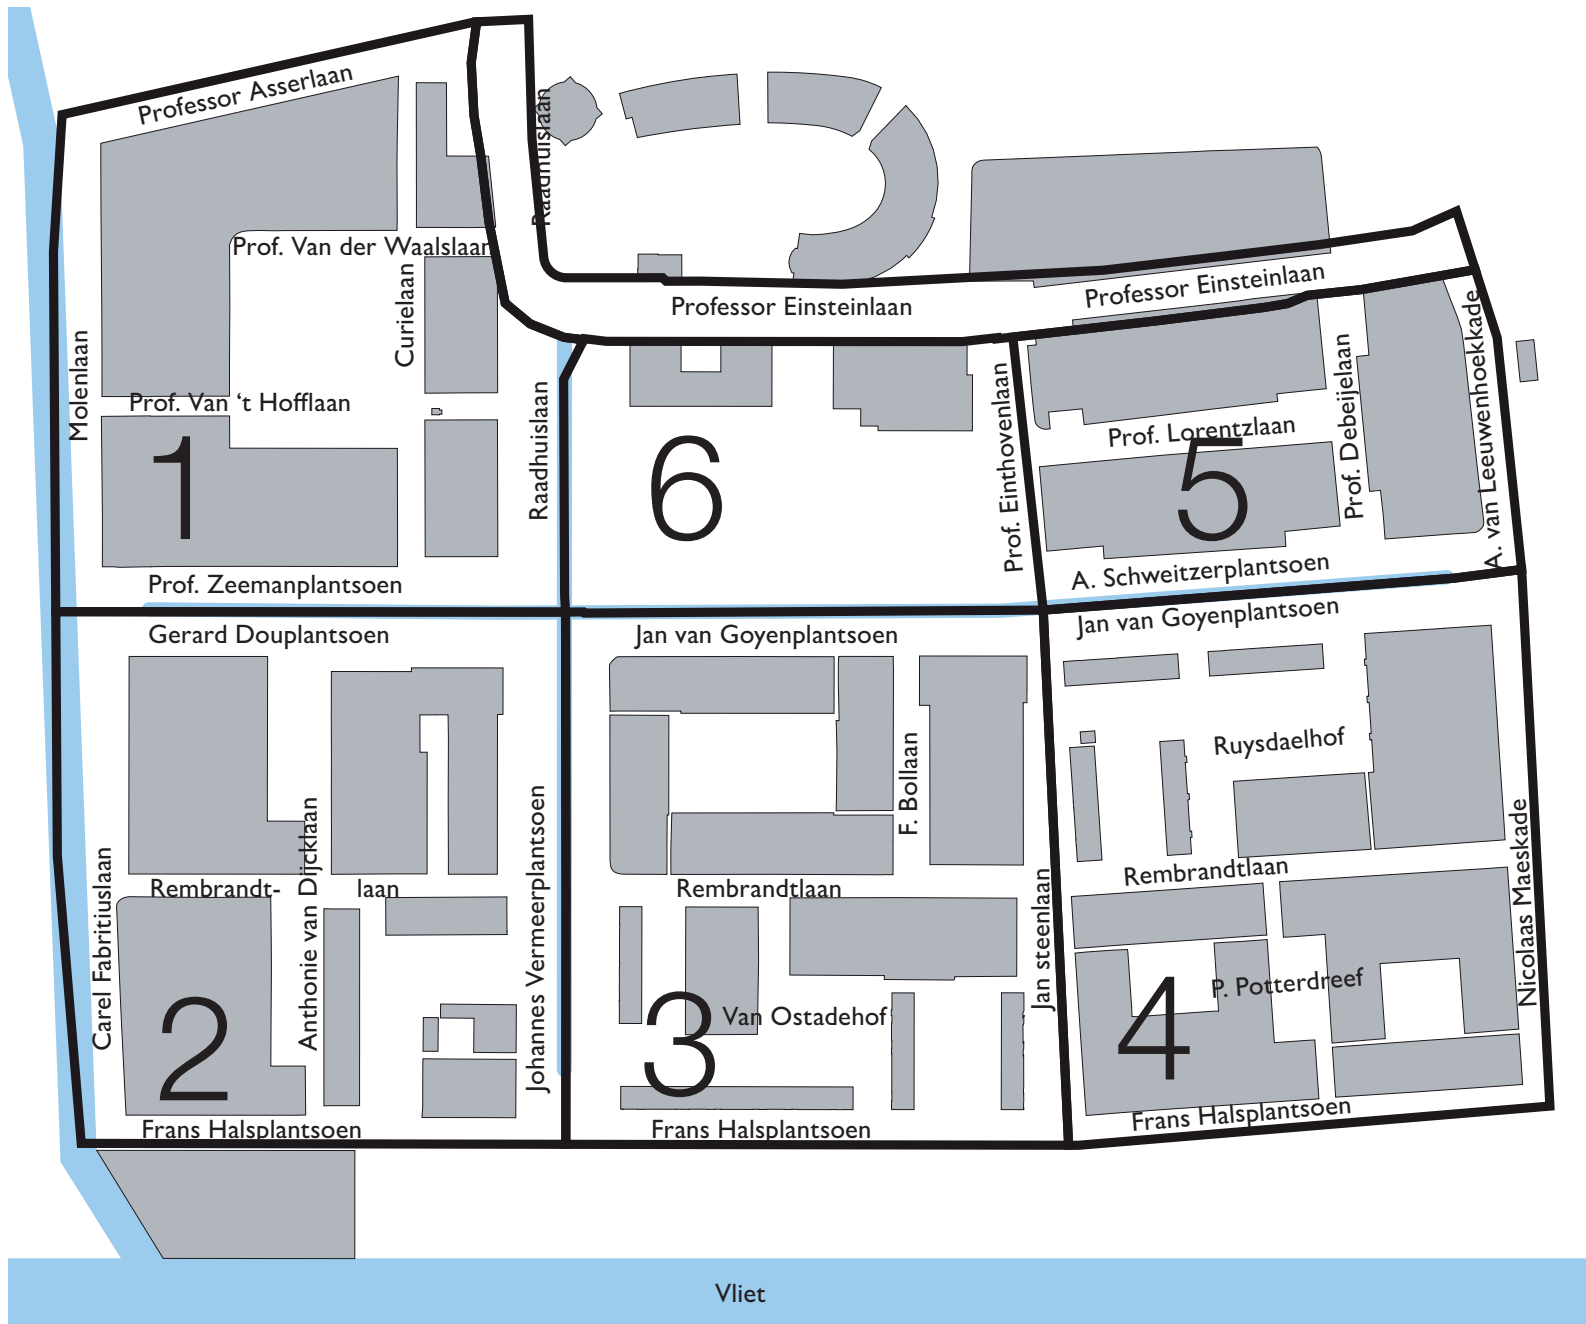 Professor Asserlaan
Raadhuislaan
Prof. Van der Waalslaan
Curielaan
Professor Einsteinlaan
Professor Einsteinlaan
Molenlaan
Prof. Van ‘t Hofflaan
Raadhuislaan
Prof. Einthovenlaan
Prof. Lorentzlaan
Prof. Debeijelaan
A. van Leeuwenhoekkade
1
6
5
Prof. Zeemanplantsoen
A. Schweitzerplantsoen
Gerard Douplantsoen
Jan van Goyenplantsoen
Jan van Goyenplantsoen
F. Bollaan
Ruysdaelhof
Carel Fabritiuslaan
Rembrandt-
laan
Anthonie van Dijcklaan
Johannes Vermeerplantsoen
Rembrandtlaan
Jan steenlaan
Rembrandtlaan
Nicolaas Maeskade
P. Potterdreef
Van Ostadehof
2
3
4
Frans Halsplantsoen
Frans Halsplantsoen
Frans Halsplantsoen
Vliet